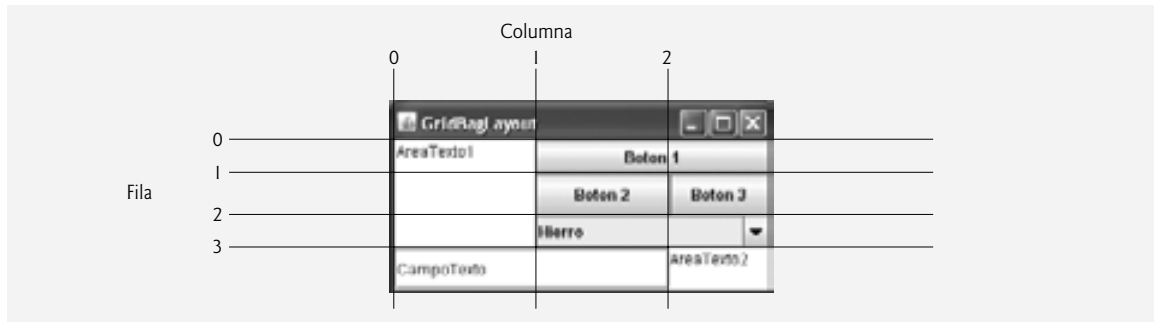 Columna
0 1 2
GridBagLayout
0
AreaTexto1 Boton 1
1
Fila
Boton 2 Boton 3
2
Hierro
3
CampoTexto AreaTexto2